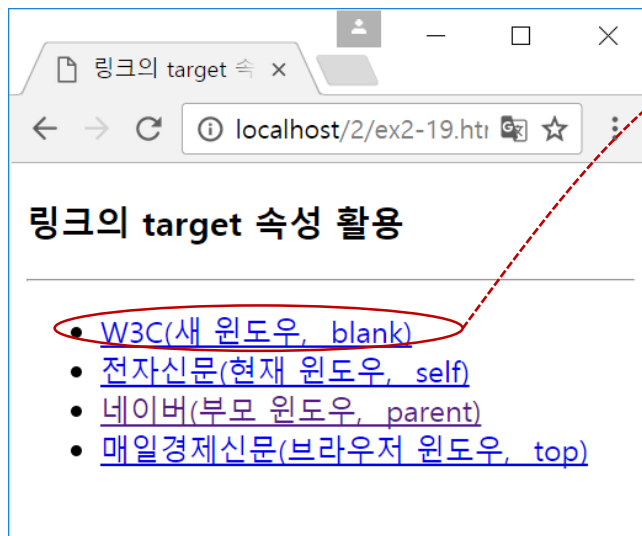 링크의 target 속
localhost/2/ex2-19.ht
링크의 target 속성 활용
W3C(새 윈도우, _blank)
전자신문(현재 윈도우, _self)
네이버(부모 윈도우, _parent)
매일경제신문(브라우저 윈도우, _top)